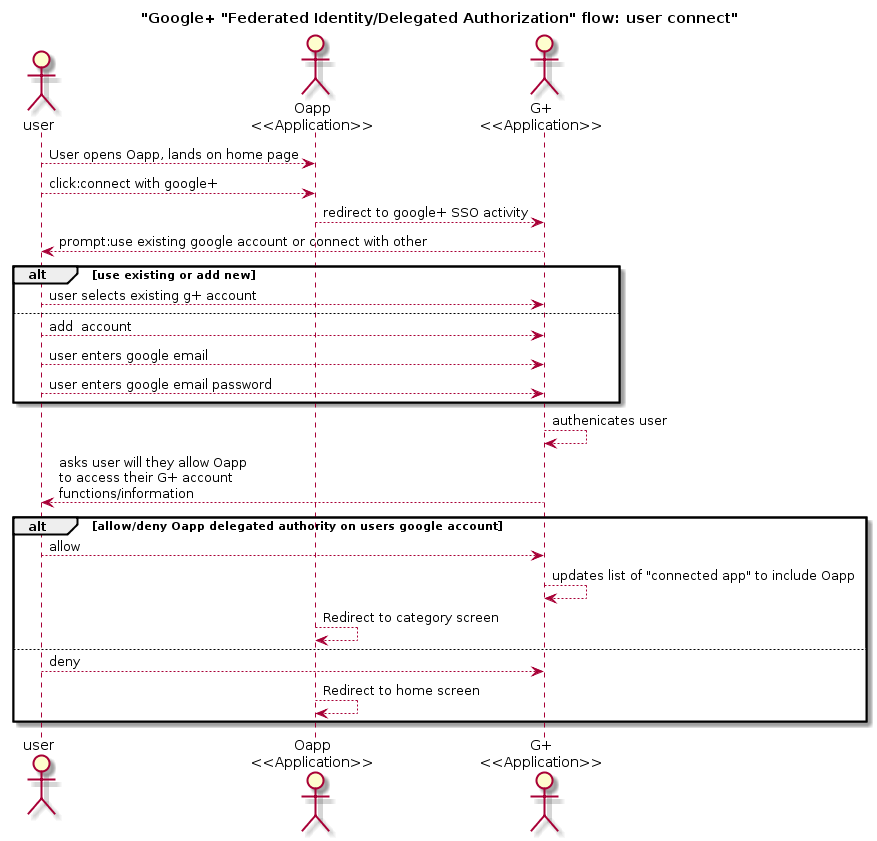 "Google+ "Federated Identity/Delegated Authorization" flow: user connect"
user
Oapp
<<Application>>
G+
<<Application>>
User opens Oapp, lands on home page
click:connect with google+
redirect to google+ SSO activity
prompt:use existing google account or connect with other
alt [use existing or add new]
user selects existing g+ account
add  account
user enters google email
user enters google email password
authenicates user
asks user will they allow Oapp
to access their G+ account
functions/information
alt [allow/deny Oapp delegated authority on users google account]
allow
updates list of "connected app" to include Oapp
Redirect to category screen
deny
Redirect to home screen
user
Oapp
<<Application>>
G+
<<Application>>